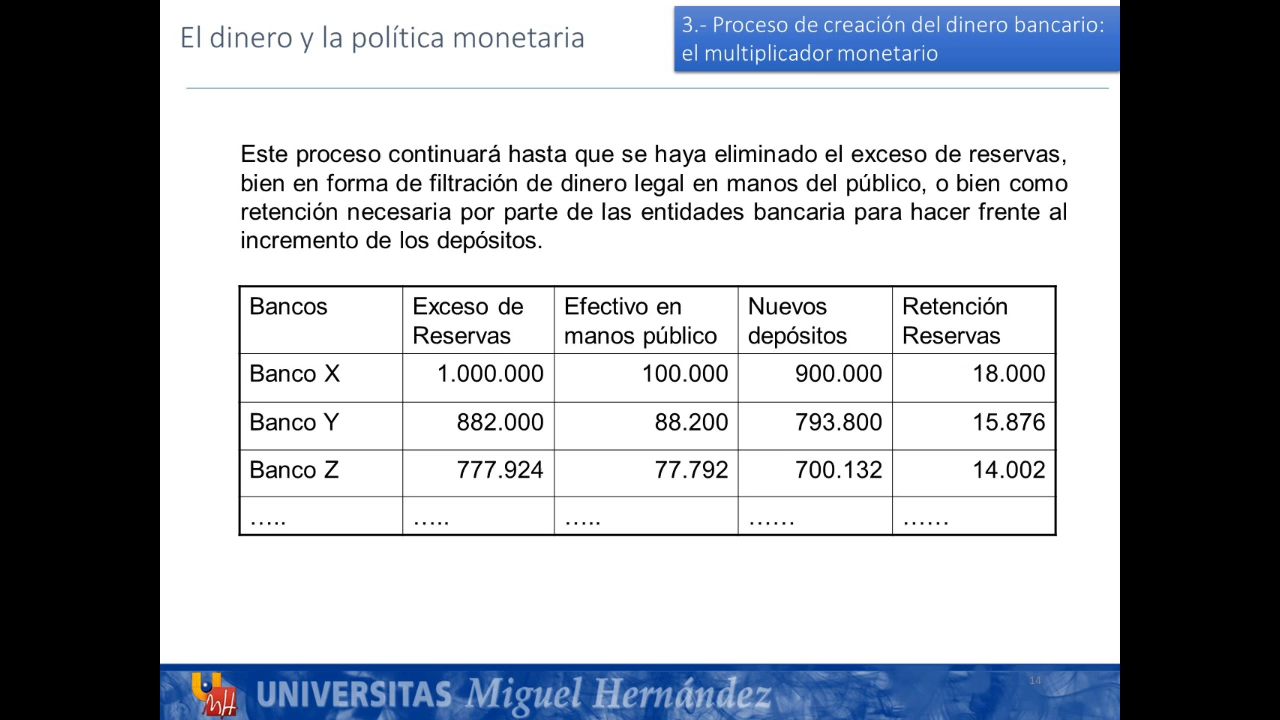 El dinero y la política monetaria
3.- Proceso de creación del dinero bancario:
el multiplicador monetario
Este proceso continuará hasta que se haya eliminado el exceso de reservas,
bien en forma de filtración de dinero legal en manos del público, o bien como
retención necesaria por parte de las entidades bancaria para hacer frente al
incremento de los depósitos.
Bancos Exceso de Reservas Efectivo en manos público Nuevos depósitos Retención Reservas
Banco X 1.000.000 100.000 900.000 18.000
Banco Y 882.000 88.200 793.800 15.876
Banco Z 777.924 77.792 700.132 14.002
….. ….. ….. …… ……
UNIVERSITAS Miguel Hernández
14